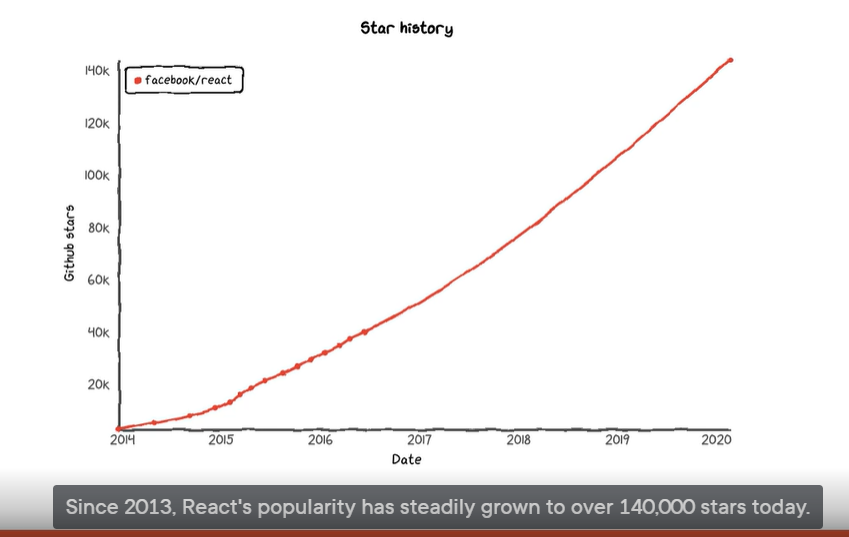 Star history
140k
facebook/react
120k
100k
80k
60k
40k
20k
Github stars
2014 2015 2016 2017 2018 2019 2020
Date
Since 2013, React's popularity has steadily grown to over 140,000 stars today.